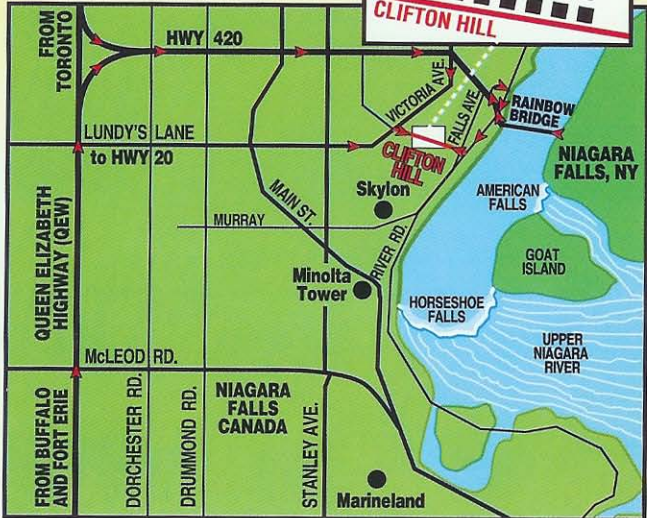 CLIFTON HILL
FROM
TORONTO
HWY 420
VICTORIA AVE.
FALLS AVE.
RAINBOW
BRIDGE
LUNDY'S LANE
to HWY 20
CLIFTON
HILL
NIAGARA
FALLS, NY
Skylon
AMERICAN
FALLS
MAIN ST.
MURRAY
RIVER RD.
QUEEN ELIZABETH
HIGHWAY (QEW)
GOAT
ISLAND
Minolta
Tower
HORSESHOE
FALLS
UPPER
NIAGARA
RIVER
McLEOD RD.
NIAGARA
FALLS
CANADA
FROM BUFFALO
AND FORT ERIE
DORCHESTER RD.
DRUMMOND RD.
STANLEY AVE.
Marineland